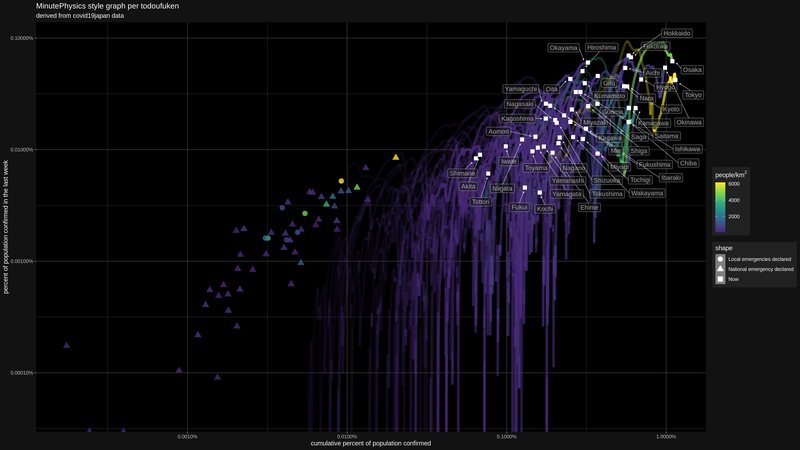 MinutePhysics style graph per todoufuken
derived from covid19japan data
percent of population confirmed in the last week
0.10000%
0.01000%
0.00100%
0.00010%
Hokkaido
Okayama
Hiroshima
Fukuoka
Osaka
Aichi
Gifu
Hyogo
Yamaguchi
Oita
Tokyo
Kumamoto
Nara
Nagasaki
Kyoto
Kagoshima
Miyazaki
Kanagawa
Okinawa
Aomori
Kagawa
Saga
Saitama
Mie
Shiga
Ishikawa
Iwate
Miyagi
Fukushima
Chiba
Shimane
Toyama
Nagano
Akita
Yamanashi
Shizuoka
Tochigi
Ibaraki
Niigata
Yamagata
Tokushima
Wakayama
Tottori
Fukui
Kochi
Ehime
0.0010%
0.0100%
0.1000%
1.0000%
cumulative percent of population confirmed
people/km²
6000
4000
2000
shape
Local emergencies declared
National emergency declared
Now